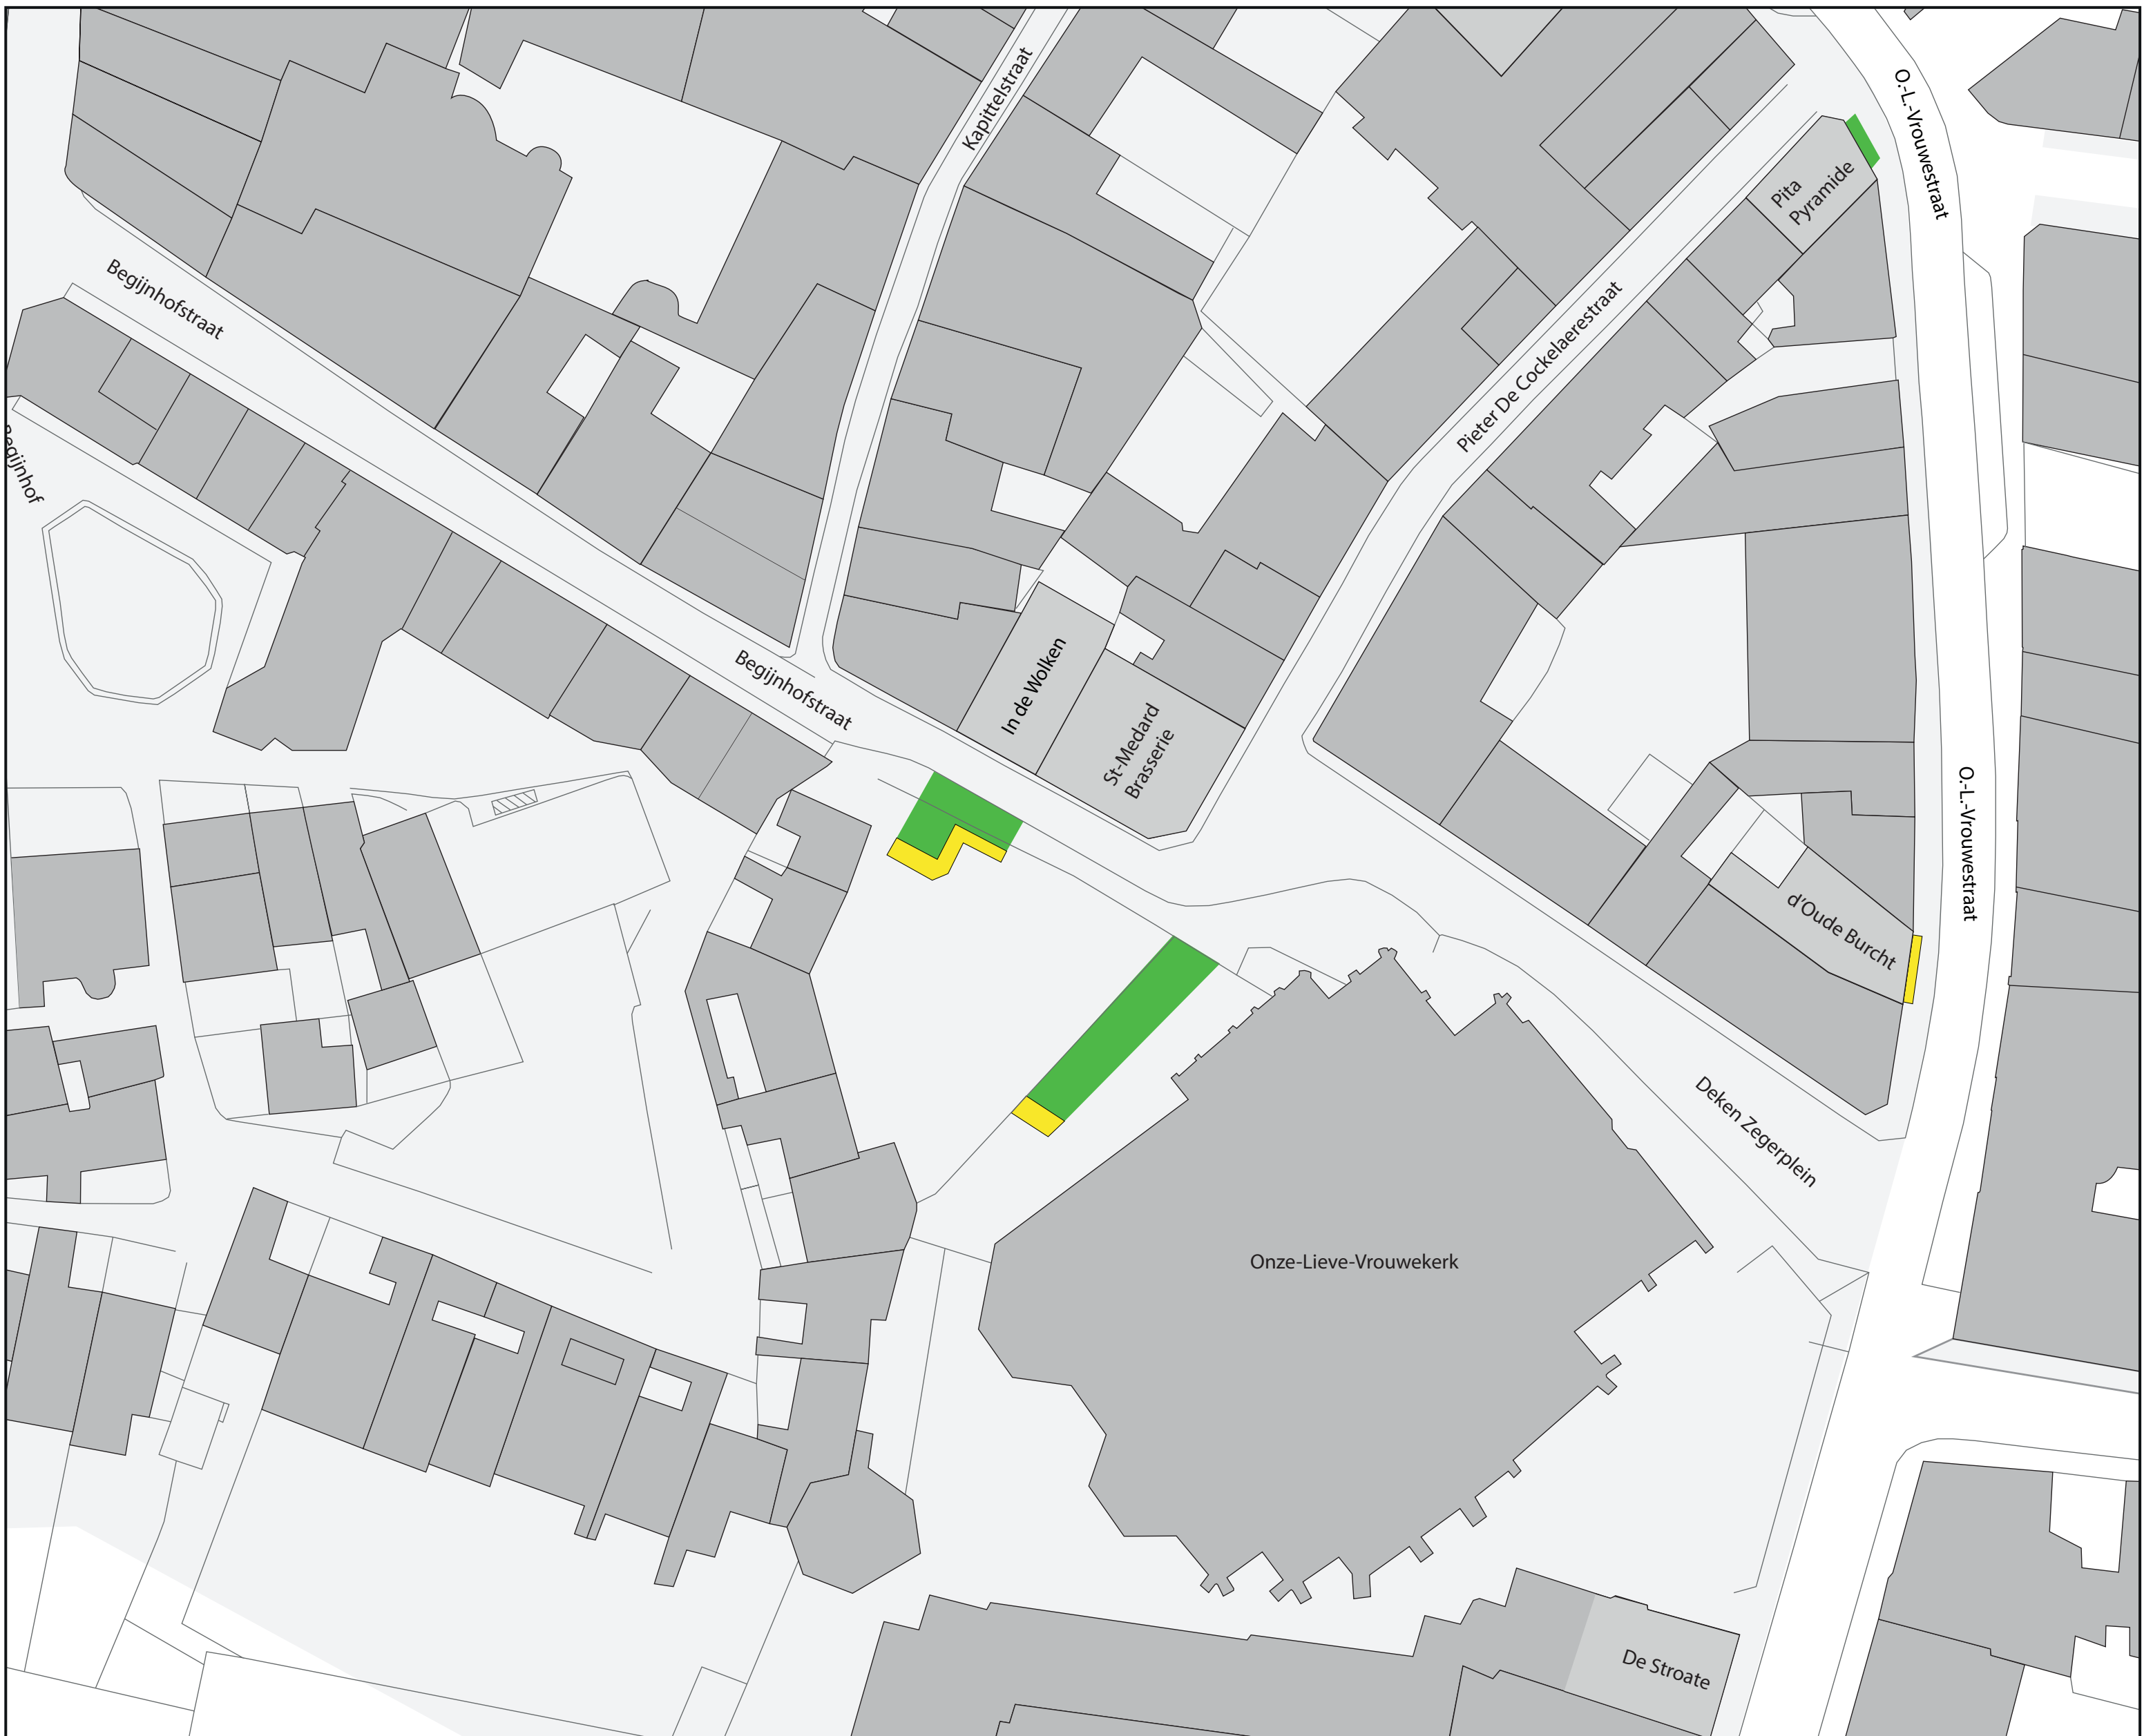 Kapittelstraat
O.-L.-Vrouwestraat
Pita
Pyramide
Begijnhofstraat
Pieter De Cockelaerestraat
Begijnhof
In de Wolken
Begijnhofstraat
St-Medard
Brasserie
O.-L.-Vrouwestraat
d'Oude Burcht
Deken Zegerplein
Onze-Lieve-Vrouwekerk
De Stroate